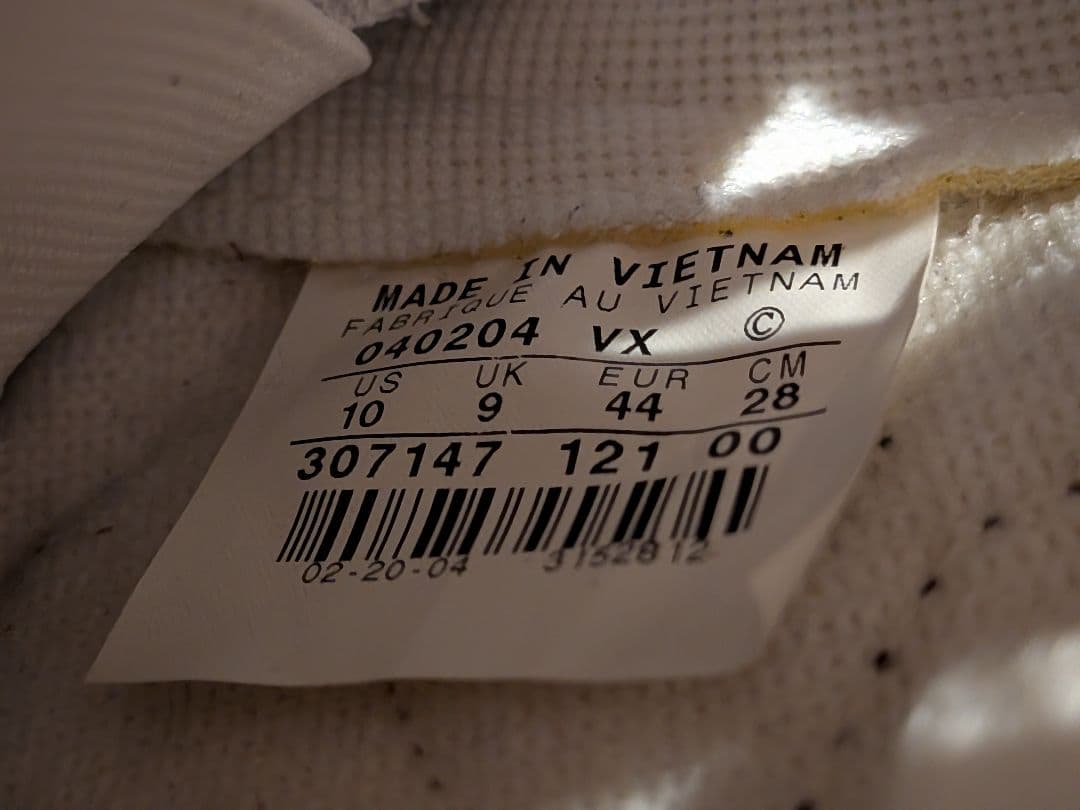 MADE IN VIETNAM
FABRIQUE AU VIETNAM
040204 VX ©
US UK EUR CM
10 9 44 28
307147 121 00
02-20-04 3152812